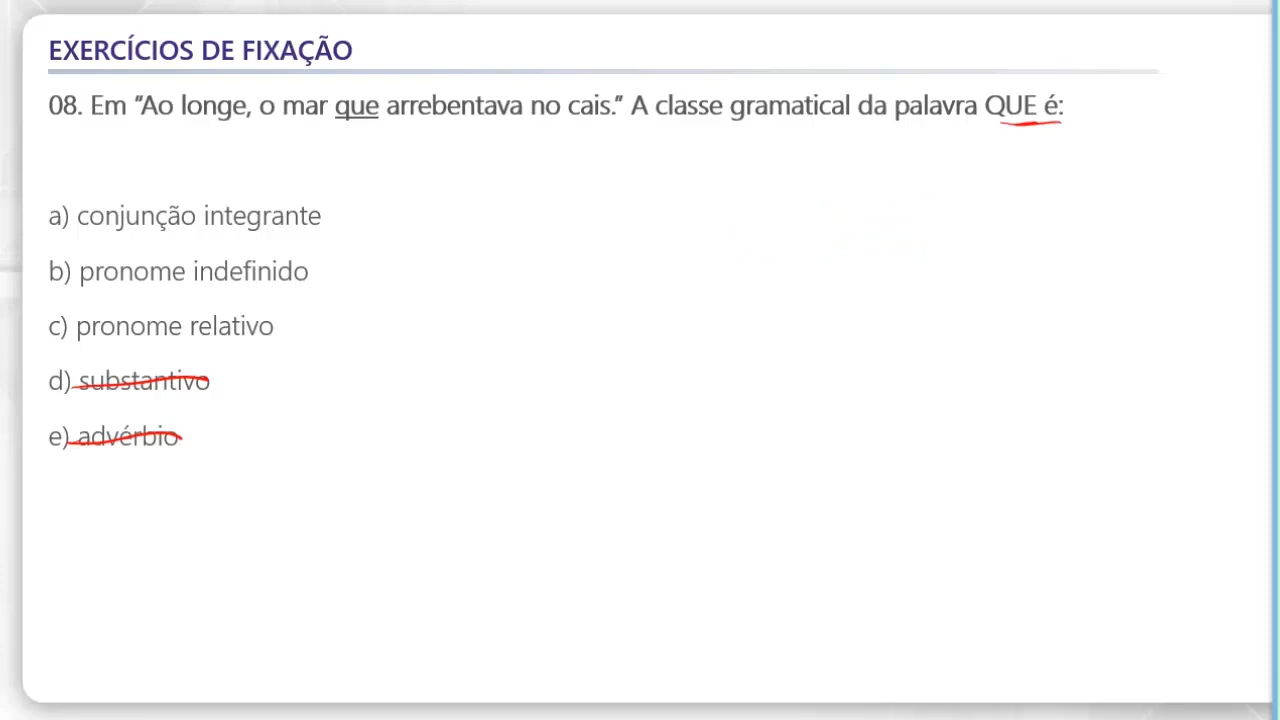 EXERCÍCIOS DE FIXAÇÃO
08. Em “Ao longe, o mar que arrebentava no cais.” A classe gramatical da palavra QUE é:
a) conjunção integrante
b) pronome indefinido
c) pronome relativo
d) substantivo
e) advérbio